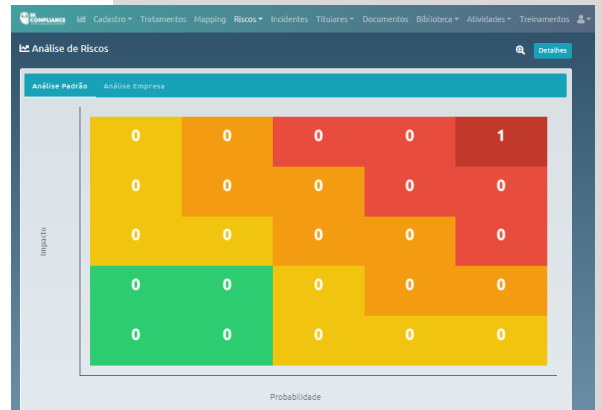 BE COMPLIANCE Cadastro Tratamentos Mapping Riscos Incidentes Titulares Documentos Biblioteca Atividades Treinamentos
Análise de Riscos Detalhes
Análise Padrão Análise Empresa
0 0 0 0 1
0 0 0 0 0
Impacto
0 0 0 0 0
0 0 0 0 0
0 0 0 0 0
Probabilidade